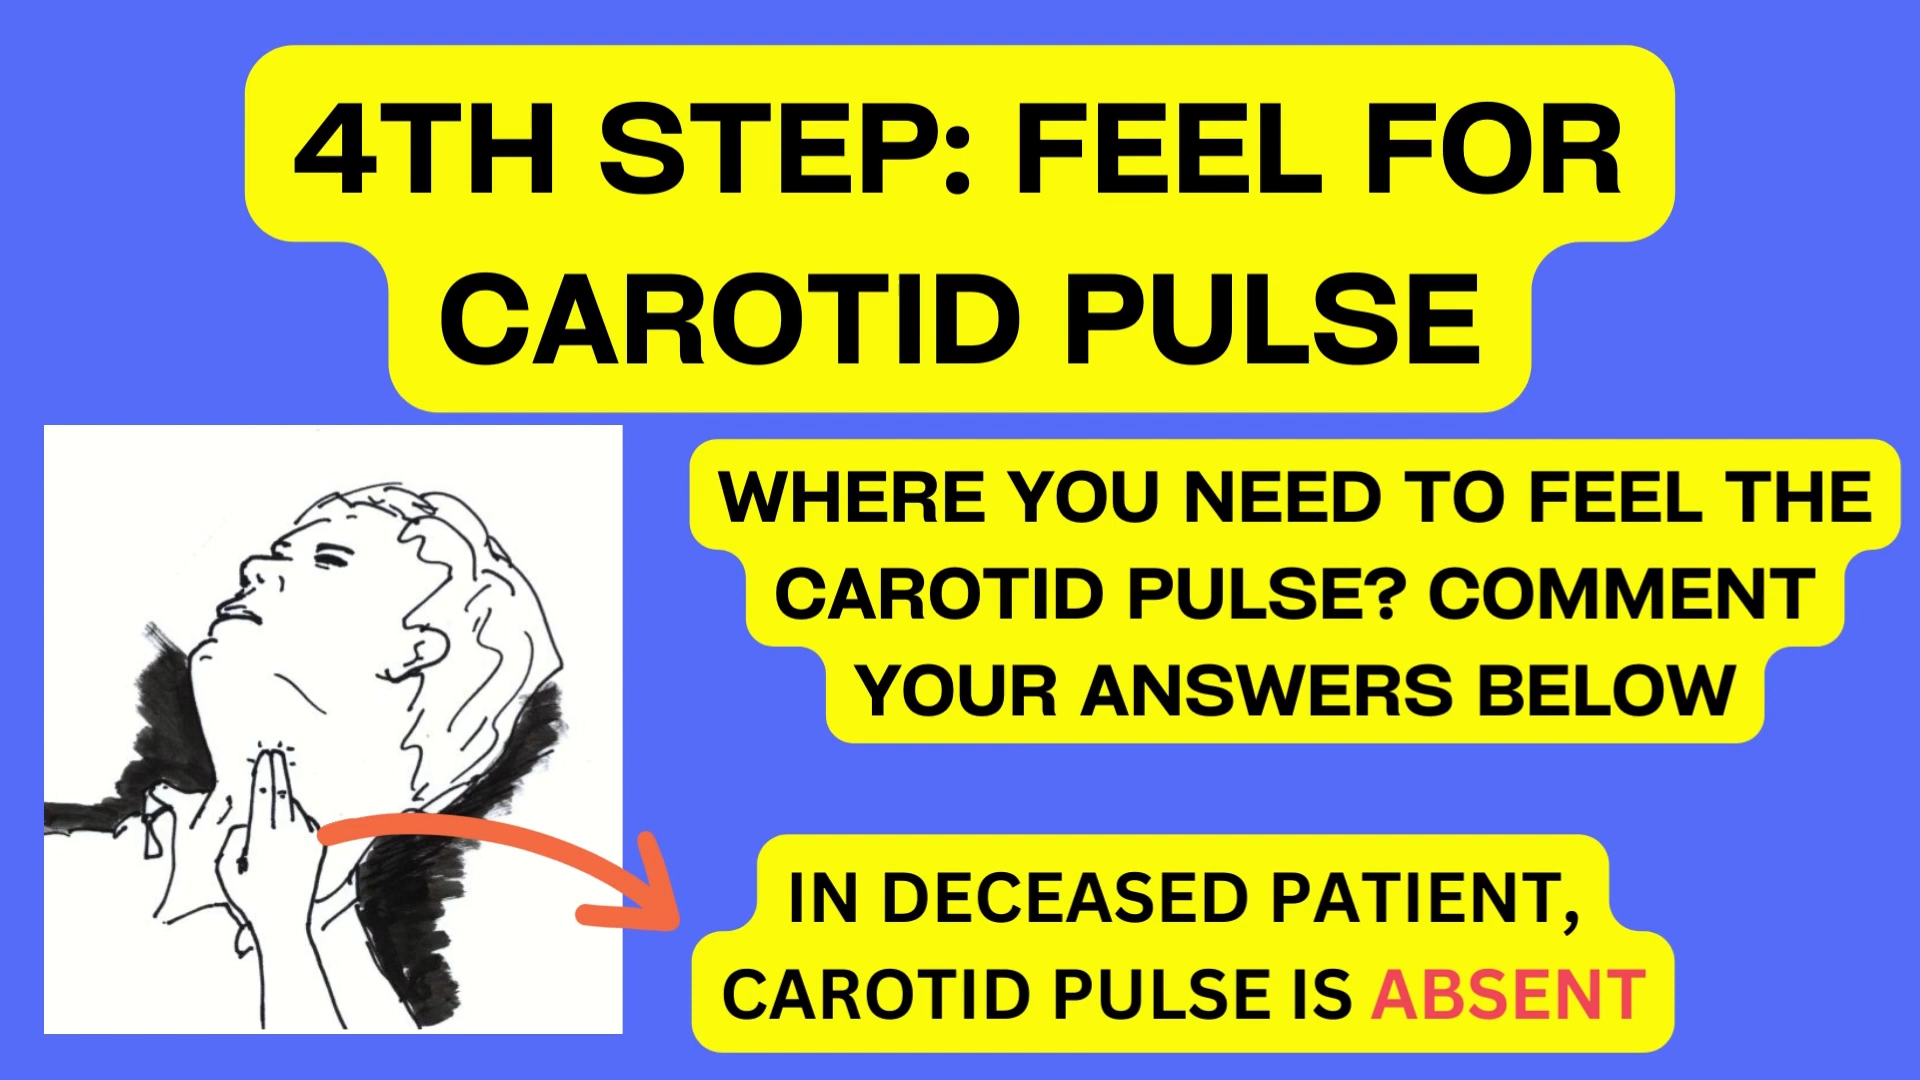 4TH STEP: FEEL FOR
CAROTID PULSE
WHERE YOU NEED TO FEEL THE
CAROTID PULSE? COMMENT
YOUR ANSWERS BELOW
IN DECEASED PATIENT,
CAROTID PULSE IS ABSENT